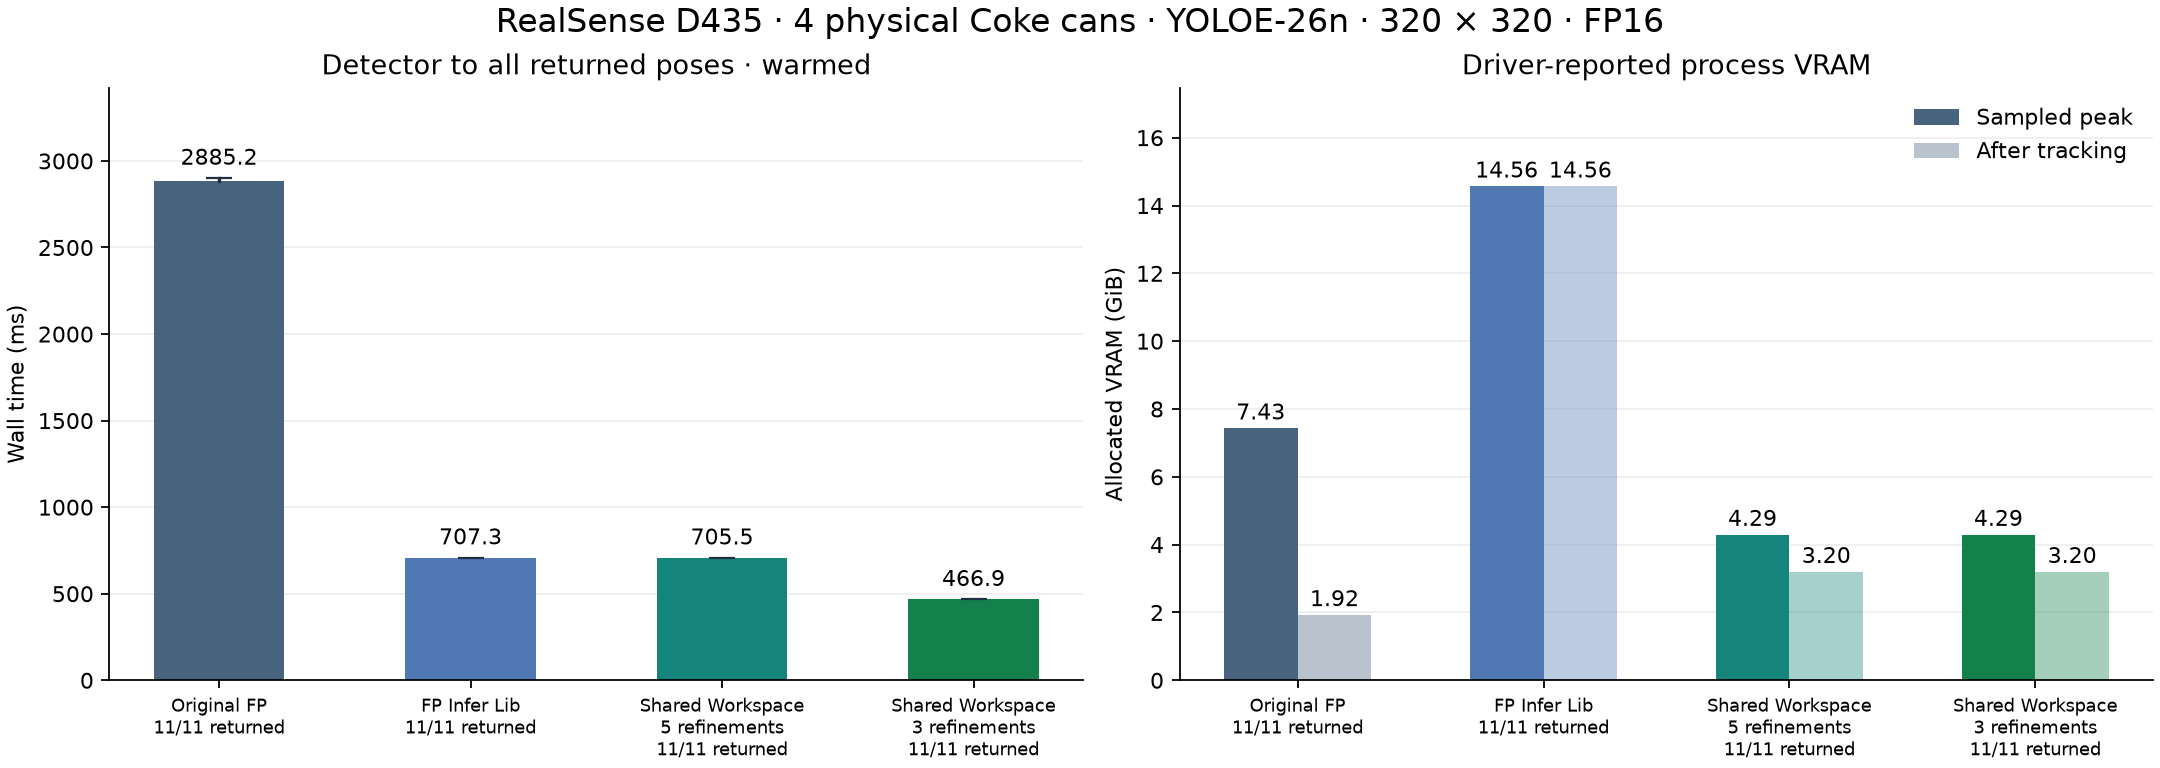 RealSense D435 · 4 physical Coke cans · YOLOE-26n · 320 × 320 · FP16
Detector to all returned poses · warmed
Wall time (ms)
3000
2500
2000
1500
1000
500
0
2885.2
707.3
705.5
466.9
Original FP
11/11 returned
FP Infer Lib
11/11 returned
Shared Workspace
5 refinements
11/11 returned
Shared Workspace
3 refinements
11/11 returned
Driver-reported process VRAM
Sampled peak
After tracking
Allocated VRAM (GiB)
16
14
12
10
8
6
4
2
0
7.43
1.92
14.56
14.56
4.29
3.20
4.29
3.20
Original FP
11/11 returned
FP Infer Lib
11/11 returned
Shared Workspace
5 refinements
11/11 returned
Shared Workspace
3 refinements
11/11 returned